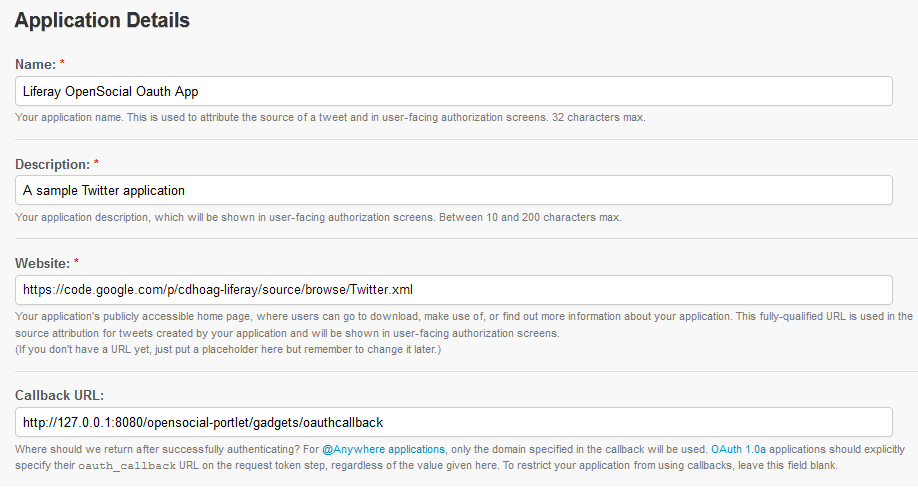 Application Details
Name: *
Liferay OpenSocial Oauth App
Your application name. This is used to attribute the source of a tweet and in user-facing authorization screens. 32 characters max.
Description: *
A sample Twitter application
Your application description, which will be shown in user-facing authorization screens. Between 10 and 200 characters max.
Website: *
https://code.google.com/p/cdhoag-liferay/source/browse/Twitter.xml
Your application's publicly accessible home page, where users can go to download, make use of, or find out more information about your application. This fully-qualified URL is used in the
source attribution for tweets created by your application and will be shown in user-facing authorization screens.
(If you don't have a URL yet, just put a placeholder here but remember to change it later.)
Callback URL:
http://127.0.0.1:8080/opensocial-portlet/gadgets/oauthcallback
Where should we return after successfully authenticating? For @Anywhere applications, only the domain specified in the callback will be used. OAuth 1.0a applications should explicitly
specify their oauth_callback URL on the request token step, regardless of the value given here. To restrict your application from using callbacks, leave this field blank.